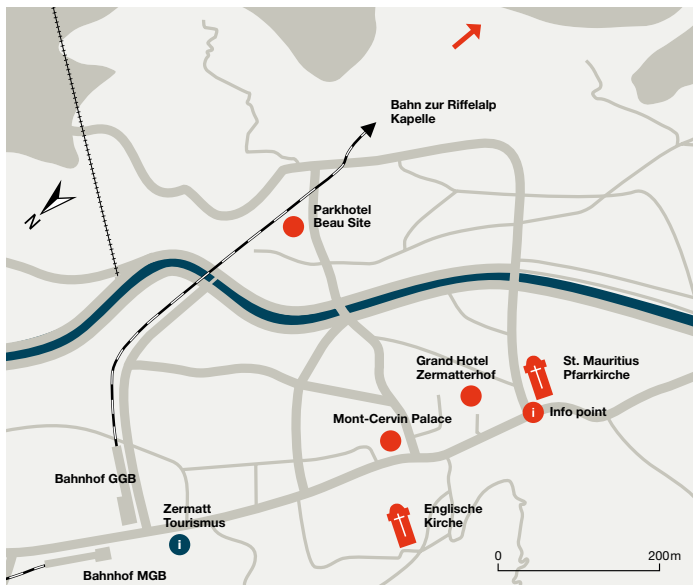 Bahn zur Riffelalp
Kapelle
N
Parkhotel
Beau Site
Grand Hotel
Zermatterhof
St. Mauritius
Pfarrkirche
Mont-Cervin Palace
i
Info point
Bahnhof GGB
Zermatt
Tourismus
i
Englische
Kirche
0
200 m
Bahnhof MGB